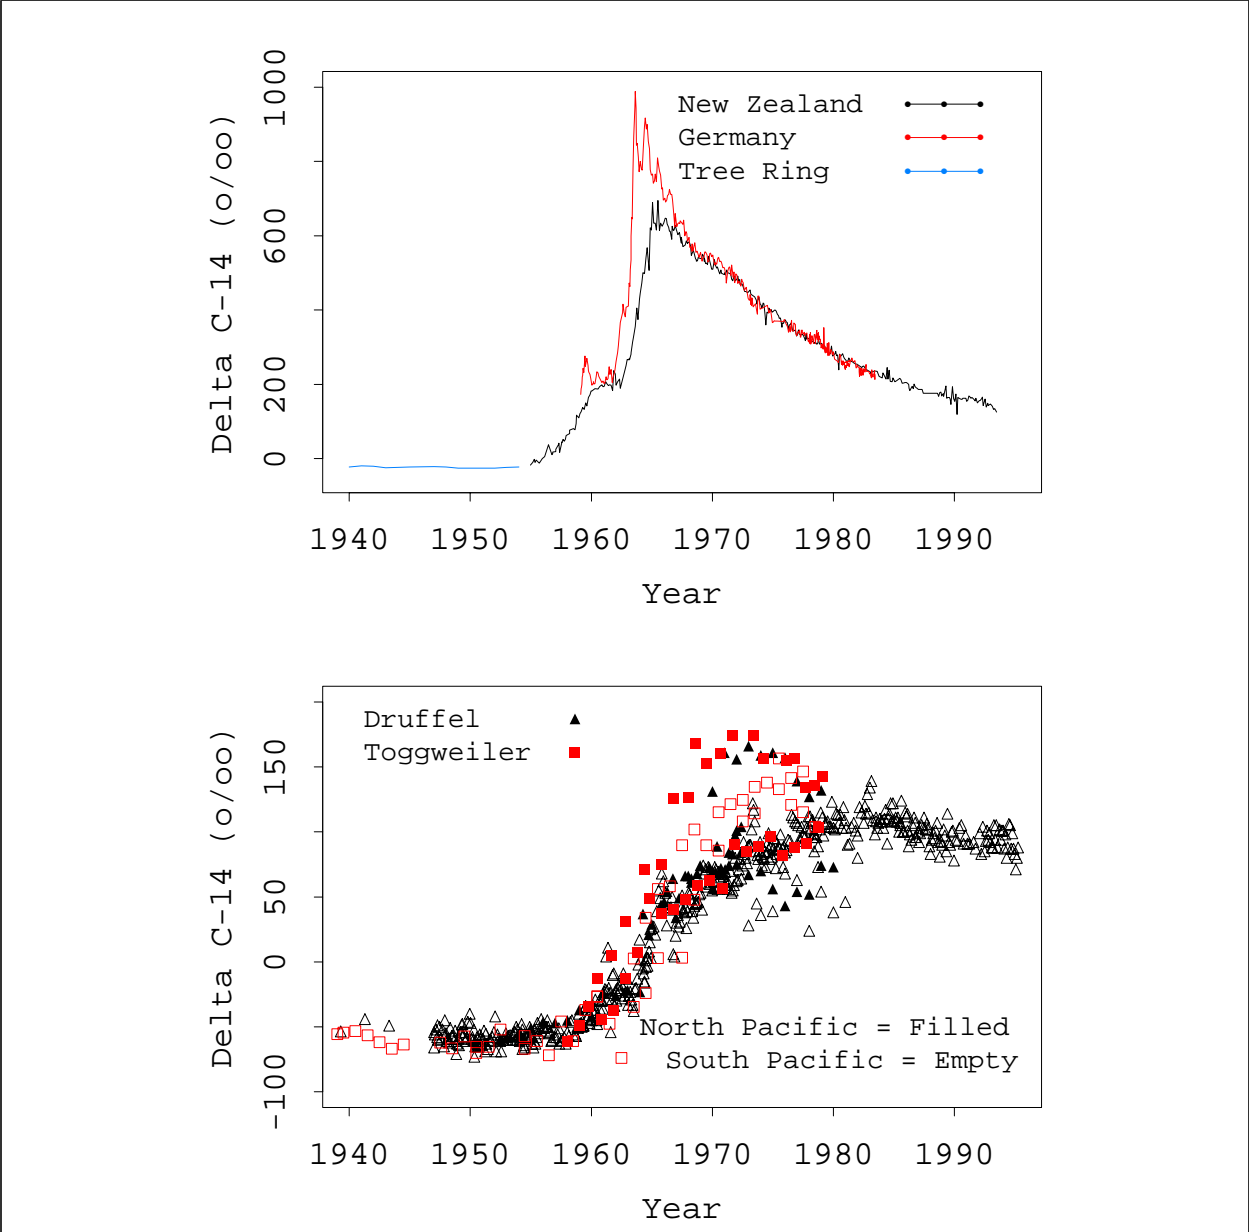 1000
600
200
0
Delta C-14 (o/oo)
New Zealand
Germany
Tree Ring
1940 1950 1960 1970 1980 1990
Year
150
50
0
-100
Delta C-14 (o/oo)
Druffel
Toggweiler
North Pacific = Filled
South Pacific = Empty
1940 1950 1960 1970 1980 1990
Year